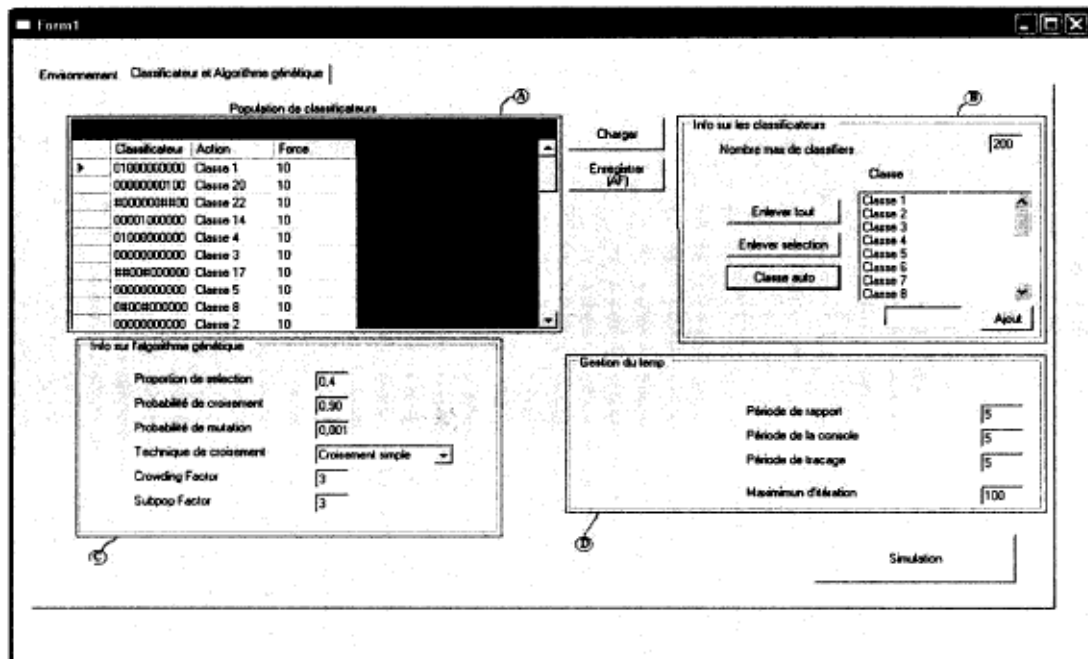 Form1
Environnement Classificateur et Algorithme génétique
A
Population de classificateurs
Classificateur Action Force
01000000000 Classe 1 10
00000000100 Classe 20 10
#000000##00 Classe 22 10
00001000000 Classe 14 10
01000000000 Classe 4 10
00000000000 Classe 3 10
##00#000000 Classe 17 10
00000000000 Classe 5 10
0#00#000000 Classe 8 10
00000000000 Classe 2 10
Charger
Enregistrer
(AF)
B
Info sur les classificateurs
Nombre max de classifiers 200
Classe
Classe 1
Classe 2
Classe 3
Classe 4
Classe 5
Classe 6
Classe 7
Classe 8
Enlever tout
Enlever selection
Classe auto
Ajout
Info sur l'algorithme génétique
Proportion de selection 0,4
Probabilité de croisement 0,90
Probabilité de mutation 0,001
Technique de croisement Croisement simple
Crowding Factor 3
Subpop Factor 3
C
Gestion du temp
Période de rapport 5
Période de la console 5
Période de tracage 5
Maximimun d'itération 100
D
Simulation